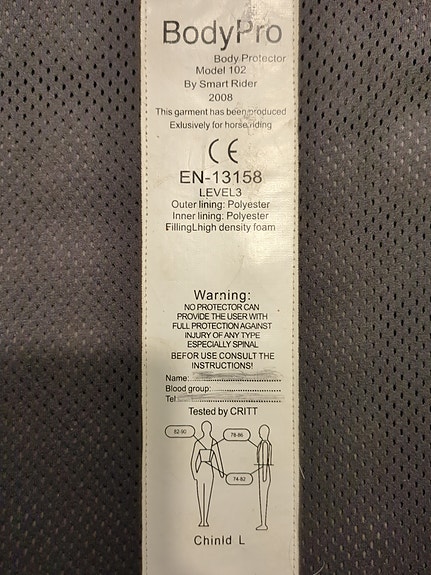 BodyPro
Body Protector
Model 102
By Smart Rider
2008
This garment has been produced
Exlusively for horse riding
CE
EN-13158
LEVEL3
Outer lining: Polyester
Inner lining: Polyester
FillingLhigh density foam
Warning:
NO PROTECTOR CAN
PROVIDE THE USER WITH
FULL PROTECTION AGAINST
INJURY OF ANY TYPE
ESPECIALLY SPINAL
BEFOR USE CONSULT THE
INSTRUCTIONS!
Name:
Blood group:
Tel
Tested by CRITT
82-90
78-86
74-82
Chinld L